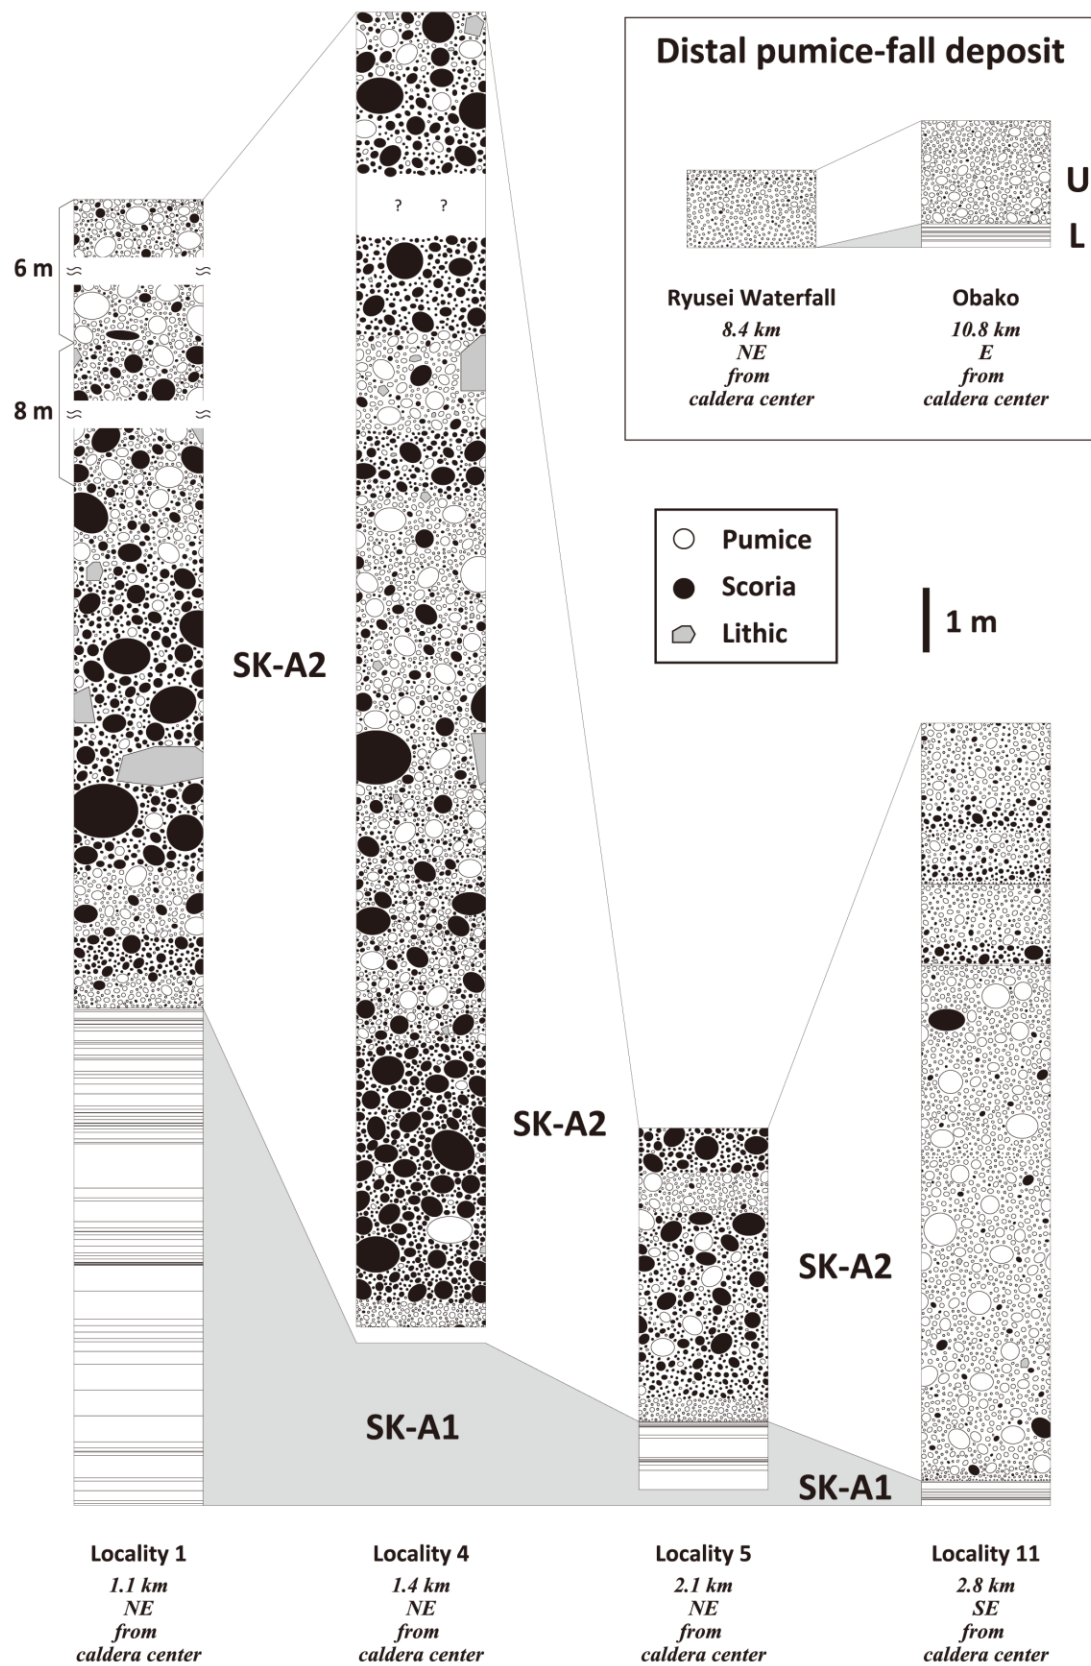 Distal pumice-fall deposit
U
L
Ryusei Waterfall
8.4 km
NE
from
caldera center
Obako
10.8 km
E
from
caldera center
6 m
8 m
? ?
Pumice
Scoria
Lithic
1 m
SK-A2
SK-A2
SK-A2
SK-A1
SK-A1
Locality 1
1.1 km
NE
from
caldera center
Locality 4
1.4 km
NE
from
caldera center
Locality 5
2.1 km
NE
from
caldera center
Locality 11
2.8 km
SE
from
caldera center